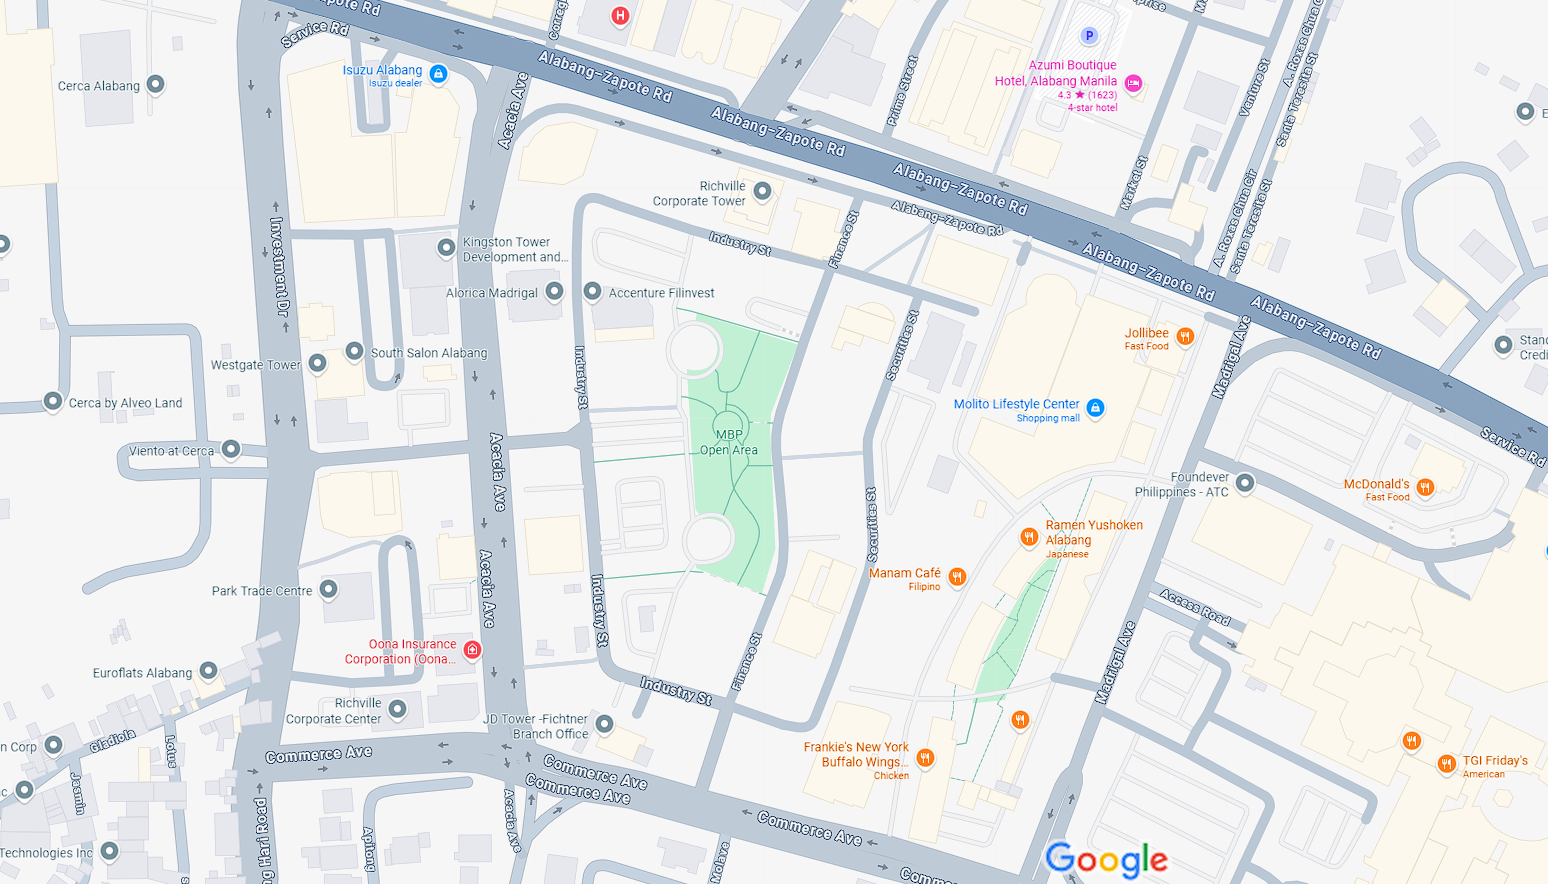 Alabang-Zapote Rd
Service Rd
H
P
Isuzu Alabang
Isuzu dealer
Cerca Alabang
Acacia Ave
Alabang-Zapote Rd
Prime Street
Azumi Boutique
Hotel, Alabang Manila
4.3 ★ (1623)
4-star hotel
Venture St
A. Roxas Chua Cir
Santa Teresita St
Market St
Alabang-Zapote Rd
Alabang-Zapote Rd
Alabang-Zapote Rd
Richville
Corporate Tower
Industry St
Finance St
A. Roxas Chua Cir
Santa Teresita St
Alabang-Zapote Rd
Alabang-Zapote Rd
Investment Dr
Kingston Tower
Development and...
Alorica Madrigal
Accenture Filinvest
Westgate Tower
South Salon Alabang
Industry St
Securities St
Jollibee
Fast Food
Madrigal Ave
Molito Lifestyle Center
Shopping mall
Cerca by Alveo Land
Viento at Cerca
Acacia Ave
MBP
Open Area
Service Rd
Foundever
Philippines - ATC
McDonald's
Fast Food
Securities St
Ramen Yushoken
Alabang
Japanese
Manam Café
Filipino
Acacia Ave
Park Trade Centre
Industry St
Access Road
Oona Insurance
Corporation (Oona...
Euroflats Alabang
Finance St
Madrigal Ave
Industry St
Richville
Corporate Center
JD Tower -Fichtner
Branch Office
Gladiola
Lotus
Jasmin
n Corp
Commerce Ave
Commerce Ave
Commerce Ave
Frankie's New York
Buffalo Wings...
Chicken
TGI Friday's
American
Acacia Ave
Apitong
Molave
Commerce Ave
Technologies Inc
Google